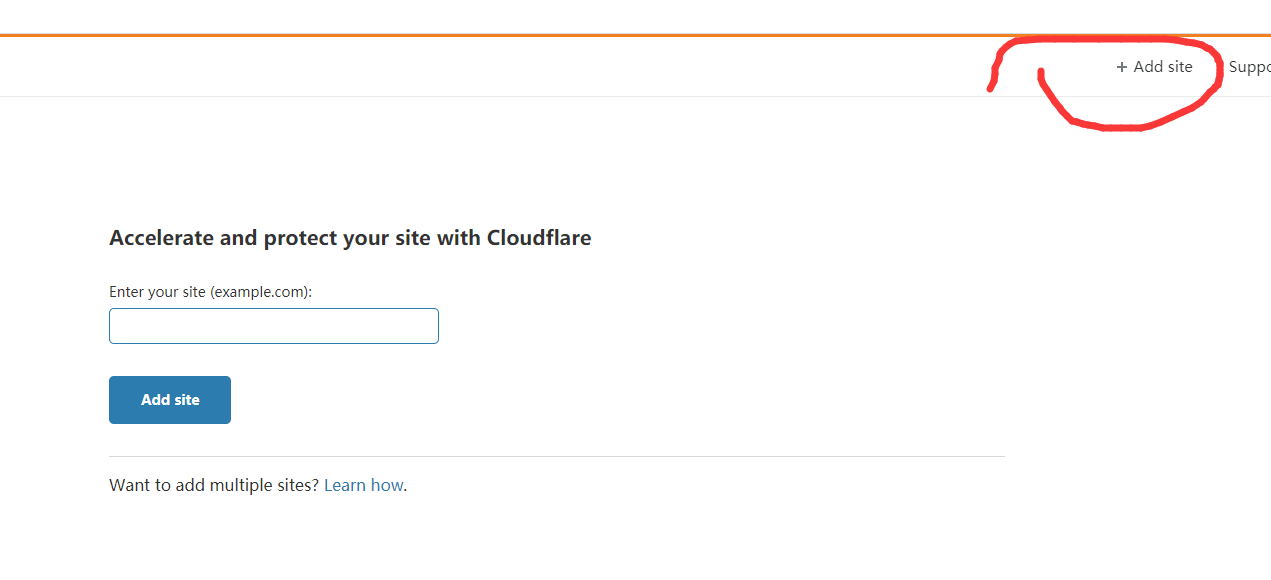 + Add site Suppo
Accelerate and protect your site with Cloudflare
Enter your site (example.com):
Add site
Want to add multiple sites? Learn how.